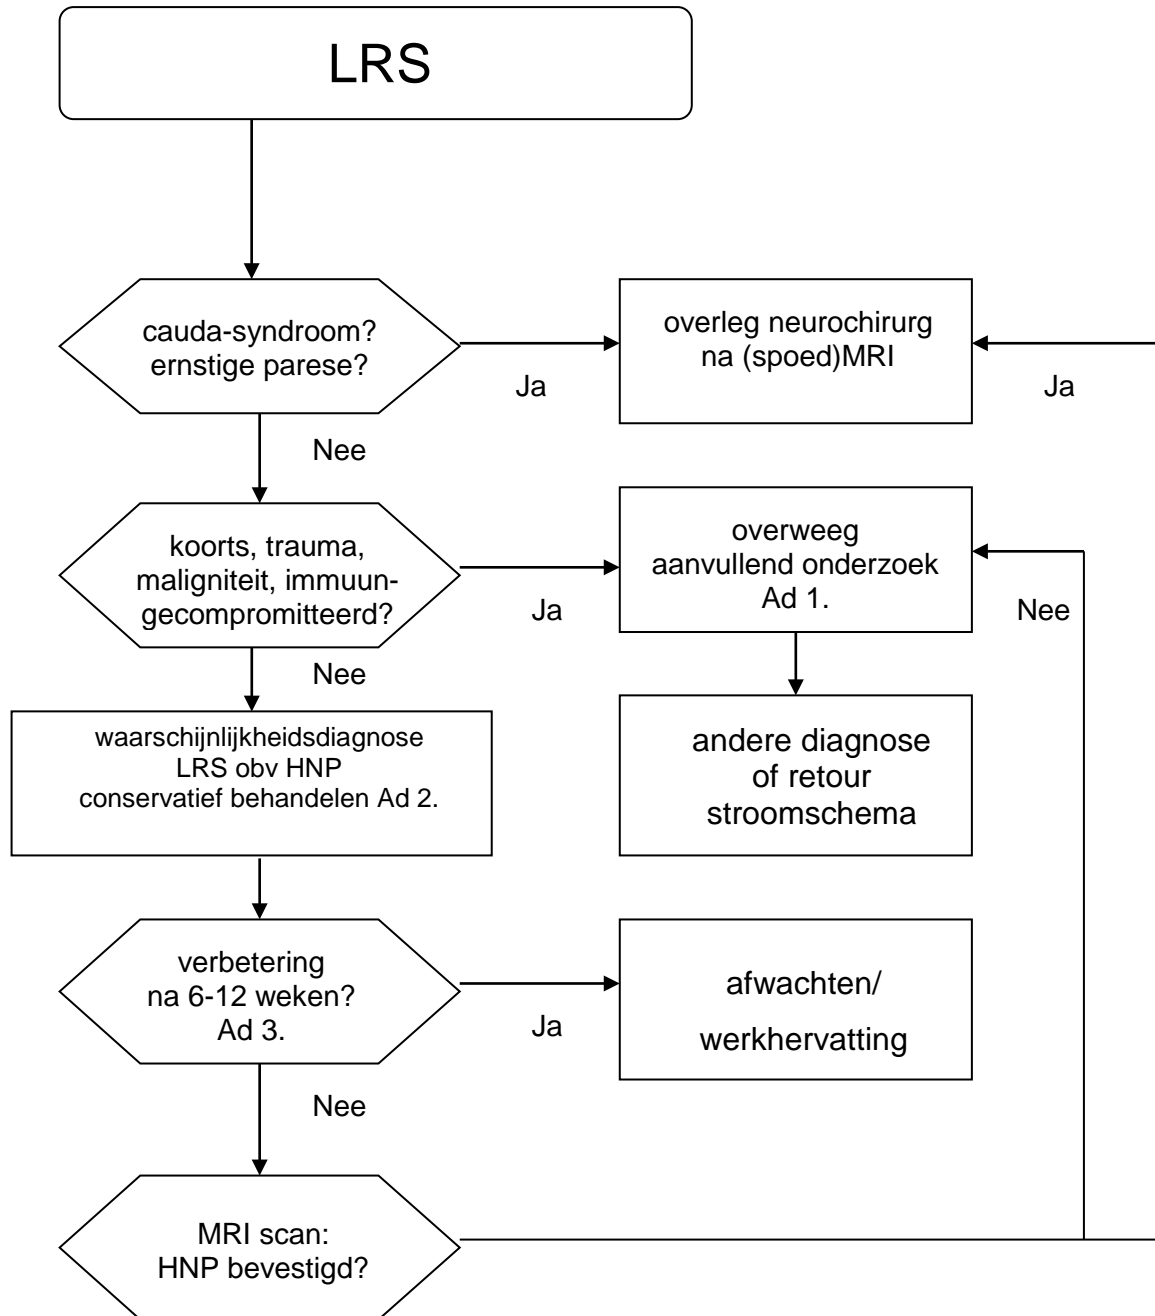 LRS
cauda-syndroom?
ernstige parese?
Ja
overleg neurochirurg
na (spoed)MRI
Ja
Nee
koorts, trauma,
maligniteit, immuun-
gecompromitteerd?
Ja
overweeg
aanvullend onderzoek
Ad 1.
Nee
Nee
waarschijnlijkheidsdiagnose
LRS obv HNP
conservatief behandelen Ad 2.
andere diagnose
of retour
stroomschema
verbetering
na 6-12 weken?
Ad 3.
Ja
afwachten/
werkhervatting
Nee
MRI scan:
HNP bevestigd?